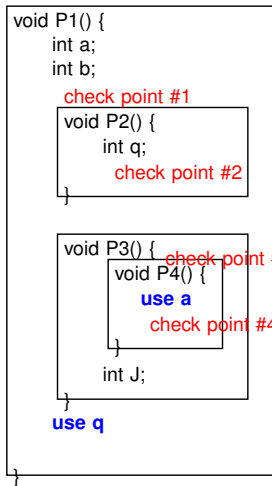 void P1() {
int a;
int b;
check point #1
void P2() {
int q;
check point #2
}
void P3() {
check point
void P4() {
use a
check point #4
}
int J;
}
use q
}